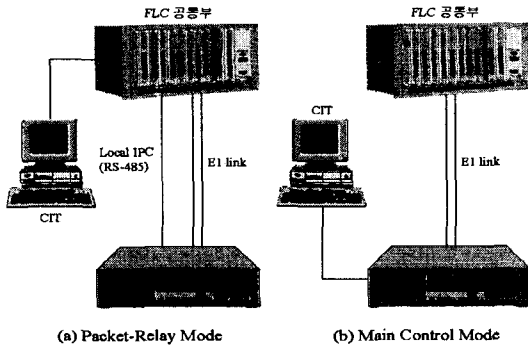 FLC 공통부
CIT
Local IPC
(RS-485)
E1 link
(a) Packet-Relay Mode
FLC 공통부
CIT
E1 link
(b) Main Control Mode